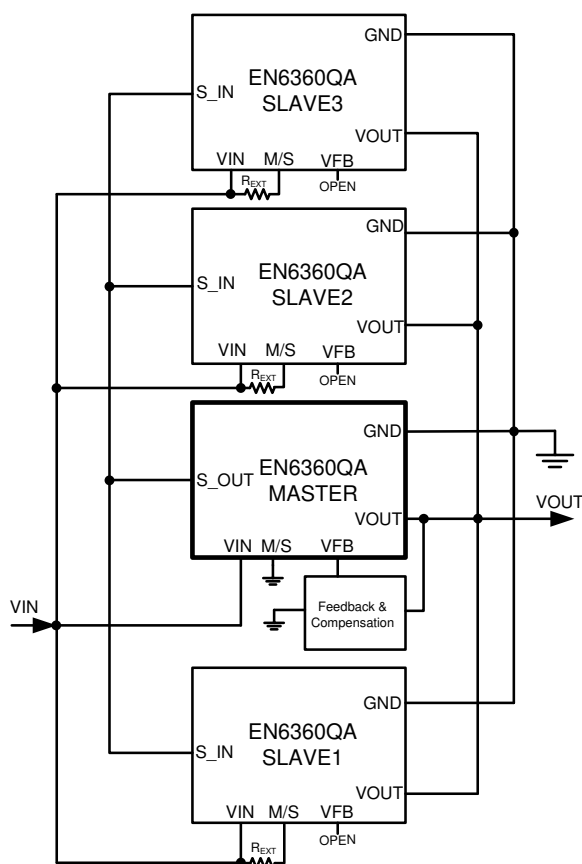 GND
EN6360QA
SLAVE3
S_IN
VOUT
VIN M/S VFB
REXT
OPEN
GND
EN6360QA
SLAVE2
S_IN
VOUT
VIN M/S VFB
REXT
OPEN
GND
EN6360QA
MASTER
S_OUT
VOUT
VOUT
VIN M/S VFB
VIN
Feedback &
Compensation
GND
EN6360QA
SLAVE1
S_IN
VOUT
VIN M/S VFB
REXT
OPEN